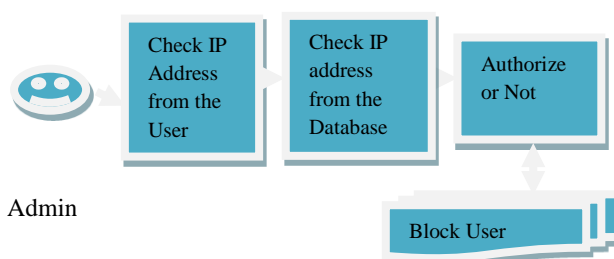 Check IP
Address
from the
User
Check IP
address
from the
Database
Authorize
or Not
Admin
Block User